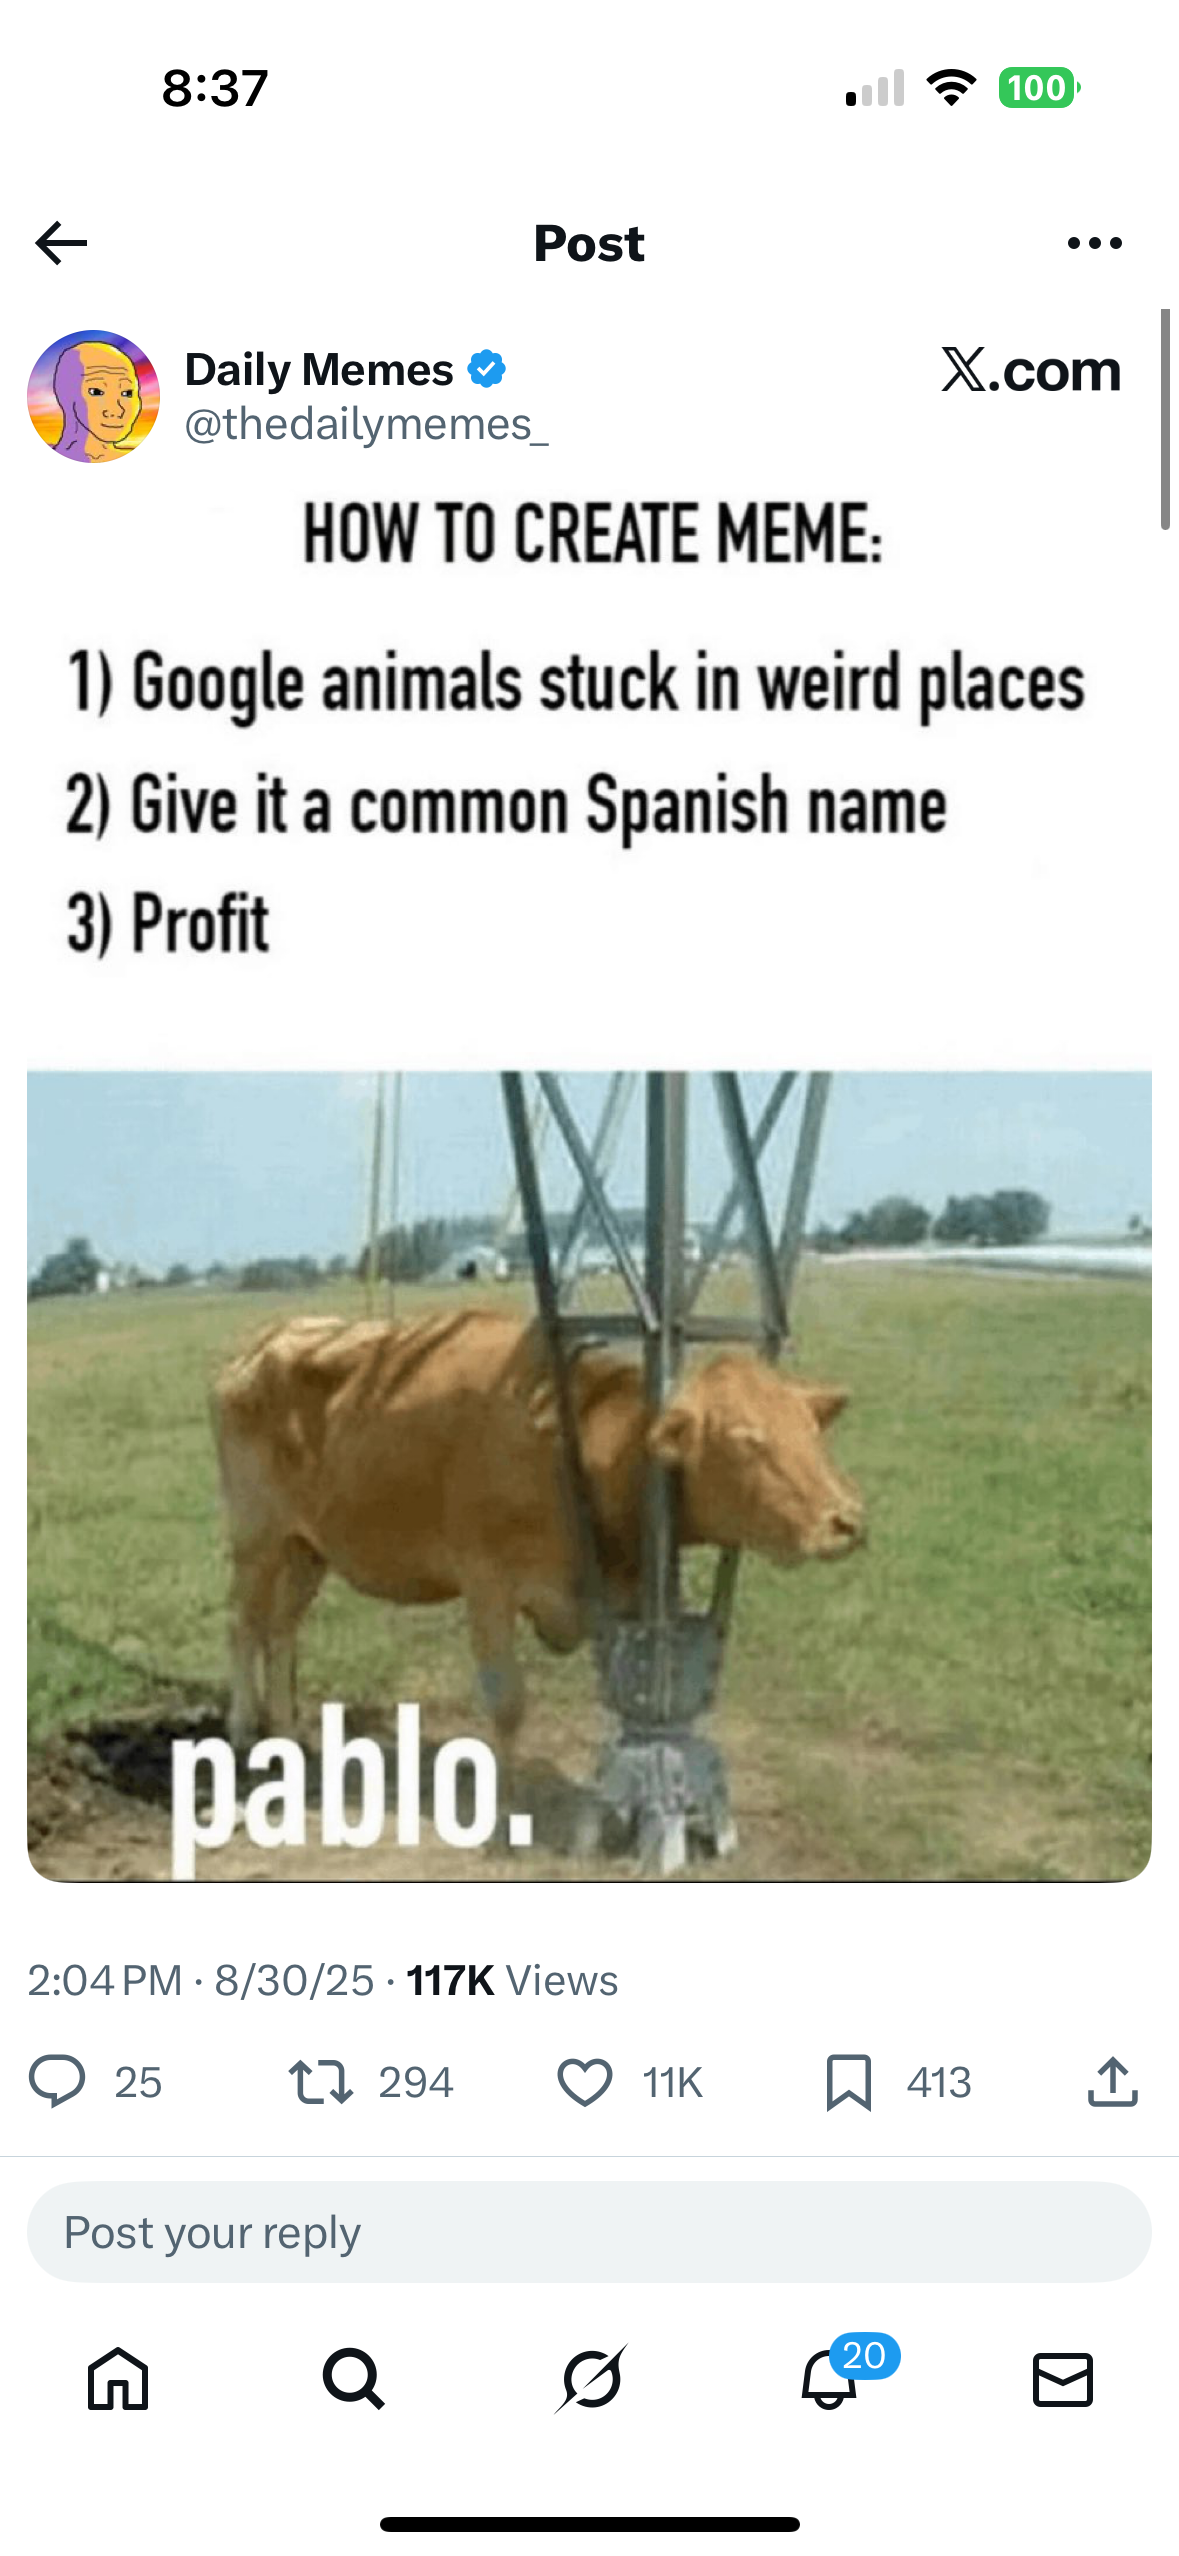 8:37
100
Post
Daily Memes
X.com
@thedailymemes_
HOW TO CREATE MEME:
1) Google animals stuck in weird places
2) Give it a common Spanish name
3) Profit
pablo.
2:04 PM · 8/30/25 · 117K Views
25 294 11K 413
Post your reply
20